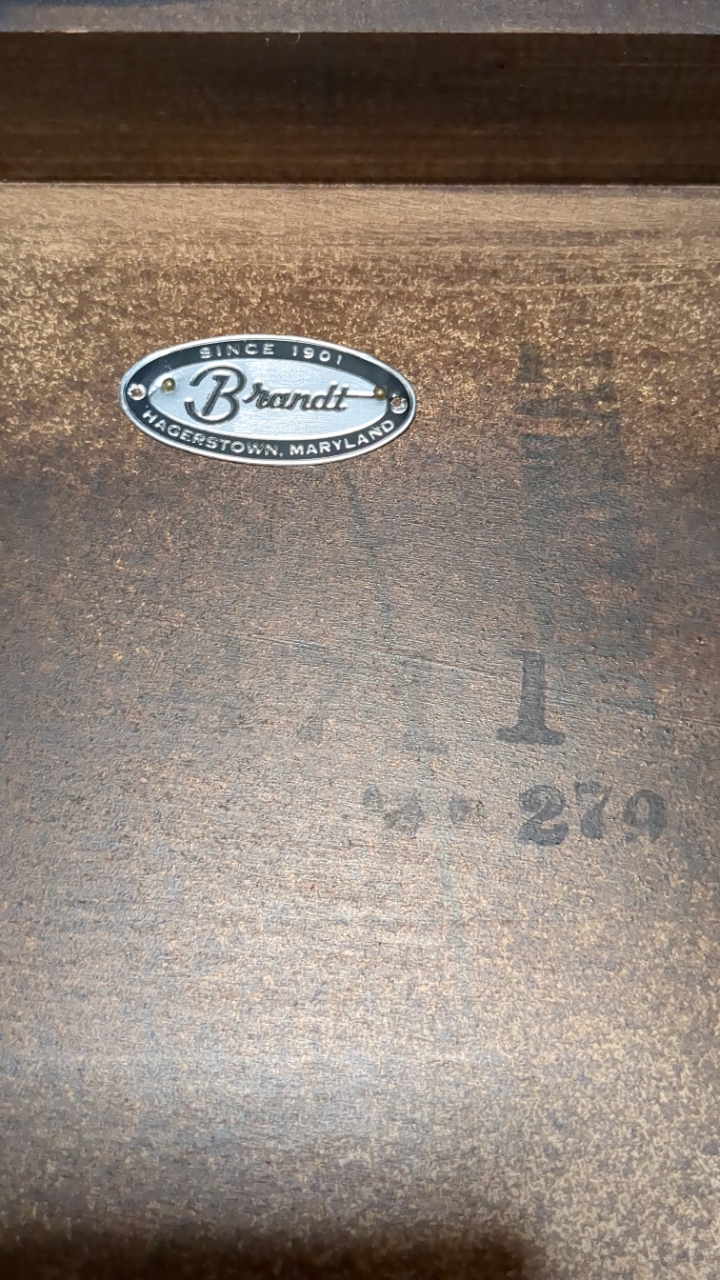 SINCE 1901
Brandt
HAGERSTOWN, MARYLAND
1
279